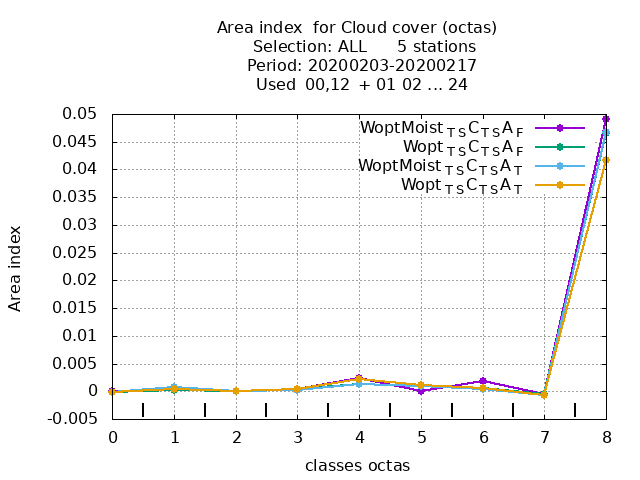 Area index  for Cloud cover (octas)
Selection: ALL      5 stations
Period: 20200203-20200217
Used  00,12  + 01 02 ... 24
WoptMoist TS C TS A F
Wopt TS C TS A F
WoptMoist TS C TS A T
Wopt TS C TS A T
0.05
0.045
0.04
0.035
0.03
0.025
0.02
0.015
0.01
0.005
0
-0.005
Area index
0 1 2 3 4 5 6 7 8
classes octas